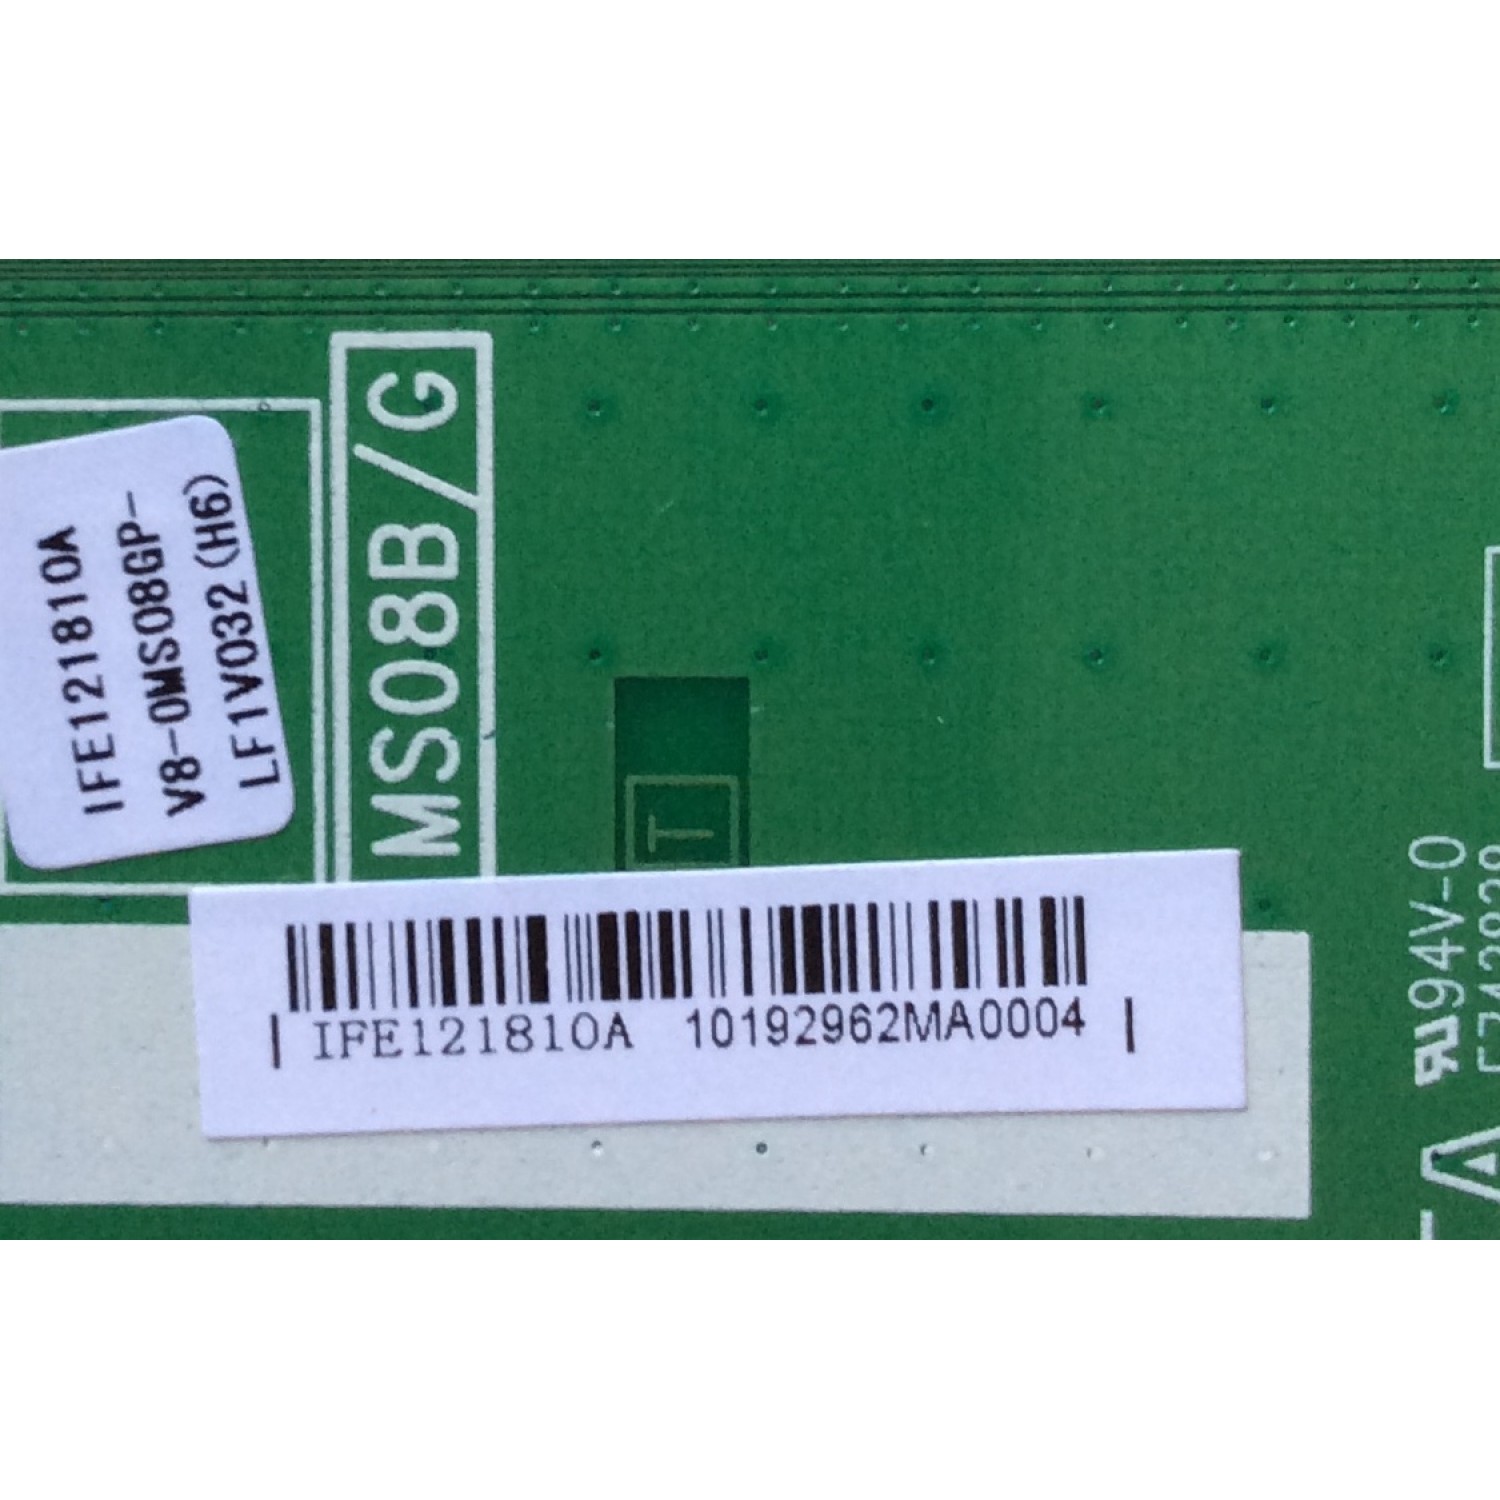 IFE121810A
V8-0MS08GP-
LF1V032(H6)
MS08B/G
T
| IFE121810A 10192962MA0004 |
94V-0